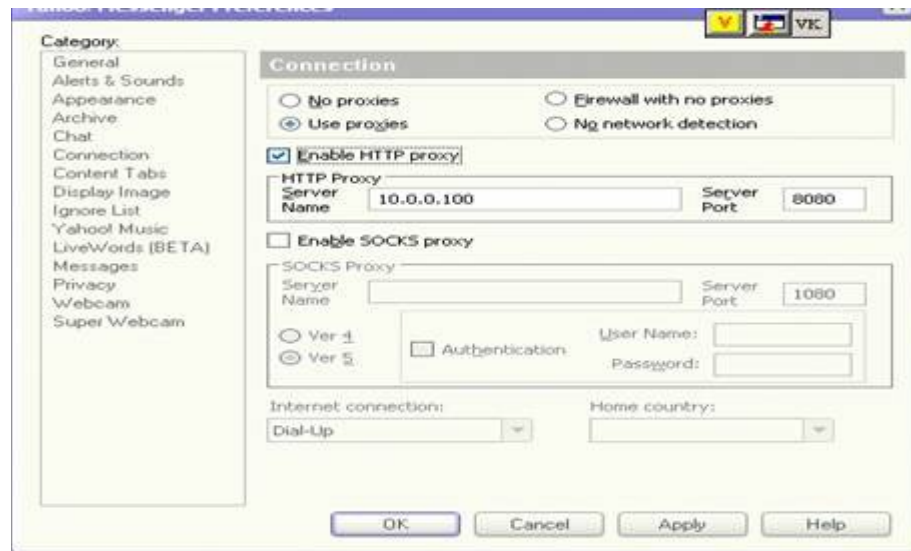 Yahoo! Messenger Preferences
V VK
Category:
General
Alerts & Sounds
Appearance
Archive
Chat
Connection
Content Tabs
Display Image
Ignore List
Yahoo! Music
LiveWords (BETA)
Messages
Privacy
Webcam
Super Webcam
Connection
No proxies
Firewall with no proxies
Use proxies
No network detection
Enable HTTP proxy
HTTP Proxy
Server Name 10.0.0.100 Server Port 8080
Enable SOCKS proxy
SOCKS Proxy
Server Name Server Port 1080
Ver 4
Ver 5
Authentication
User Name:
Password:
Internet connection:
Dial-Up
Home country:
OK Cancel Apply Help